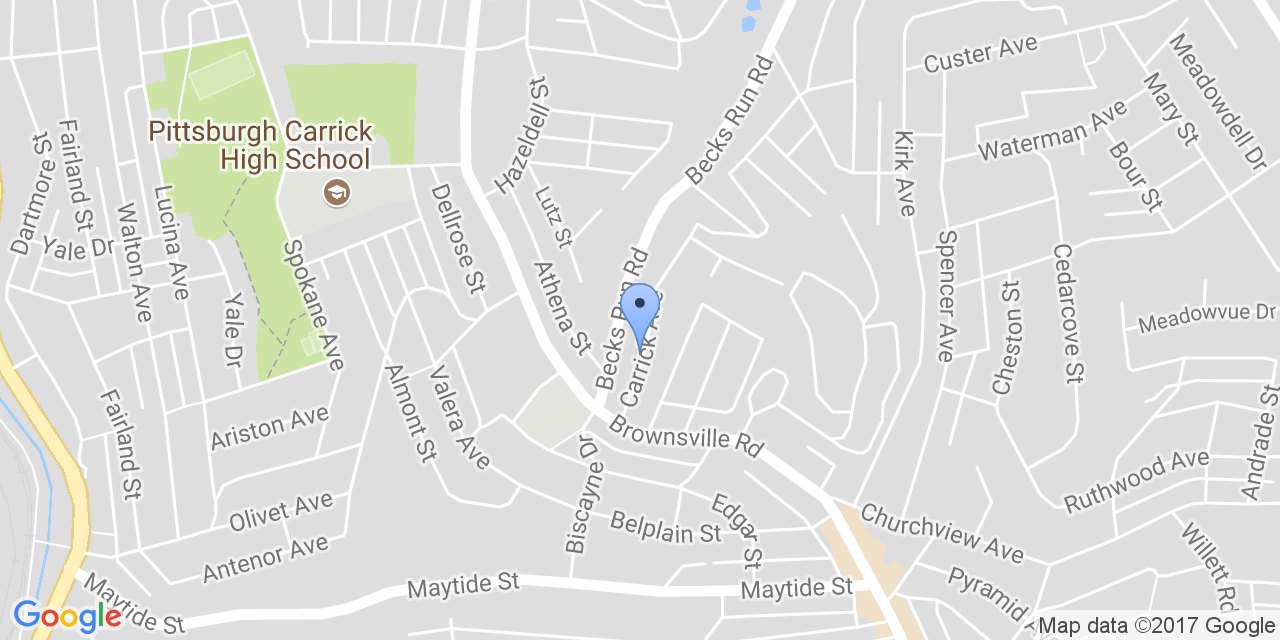 Custer Ave
Meadowdell Dr
Mary St
Becks Run Rd
Hazeldell St
Waterman Ave
Bour St
Pittsburgh Carrick
High School
Kirk Ave
Fairland St
Dartmore St
Yale Dr
Walton Ave
Lucina Ave
Dellrose St
Lutz St
Spokane Ave
Athena St
Becks Run Rd
Carrick Ave
Spencer Ave
Cedarcove St
Chestont St
Meadowvue Dr
Yale Dr
Almont St
Valera Ave
Fairland St
Ariston Ave
Brownsville Rd
Andrade St
Biscayne Dr
Ruthwood Ave
Olivet Ave
Edgar St
Belplain St
Churchview Ave
Willett Rd
Antenor Ave
Maytide St
Maytide St
Maytide St
Pyramid
Google
Map data ©2017 Google